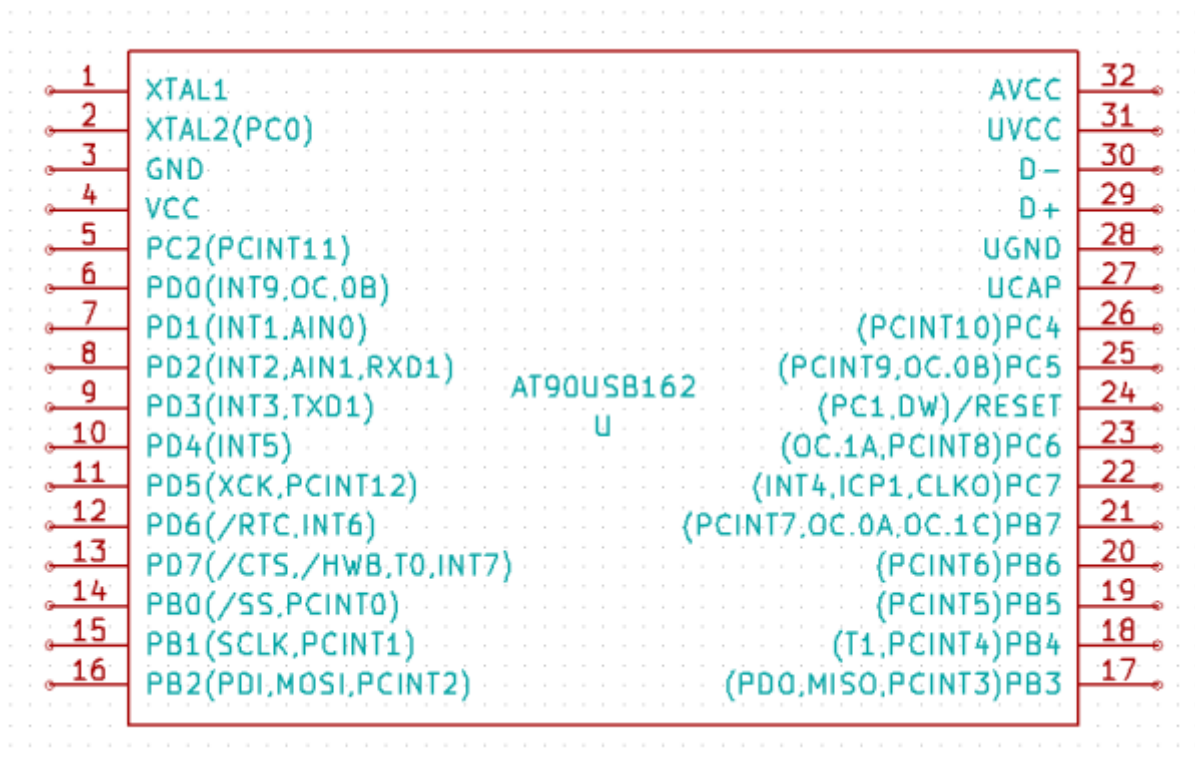 1 XTAL1
2 XTAL2(PC0)
3 GND
4 VCC
5 PC2(PCINT11)
6 PD0(INT9,OC,0B)
7 PD1(INT1,AIN0)
8 PD2(INT2,AIN1,RXD1)
9 PD3(INT3,TXD1)
10 PD4(INT5)
11 PD5(XCK,PCINT12)
12 PD6(/RTC,INT6)
13 PD7(/CTS,/HWB,T0,INT7)
14 PB0(/SS,PCINT0)
15 PB1(SCLK,PCINT1)
16 PB2(PDI,MOSI,PCINT2)
AT90USB162
U
AVCC 32
UVCC 31
D- 30
D+ 29
UGND 28
UCAP 27
(PCINT10)PC4 26
(PCINT9,OC.0B)PC5 25
(PC1,DW)/RESET 24
(OC.1A,PCINT8)PC6 23
(INT4,ICP1,CLKO)PC7 22
(PCINT7,OC.0A,OC.1C)PB7 21
(PCINT6)PB6 20
(PCINT5)PB5 19
(T1,PCINT4)PB4 18
(PDO,MISO,PCINT3)PB3 17